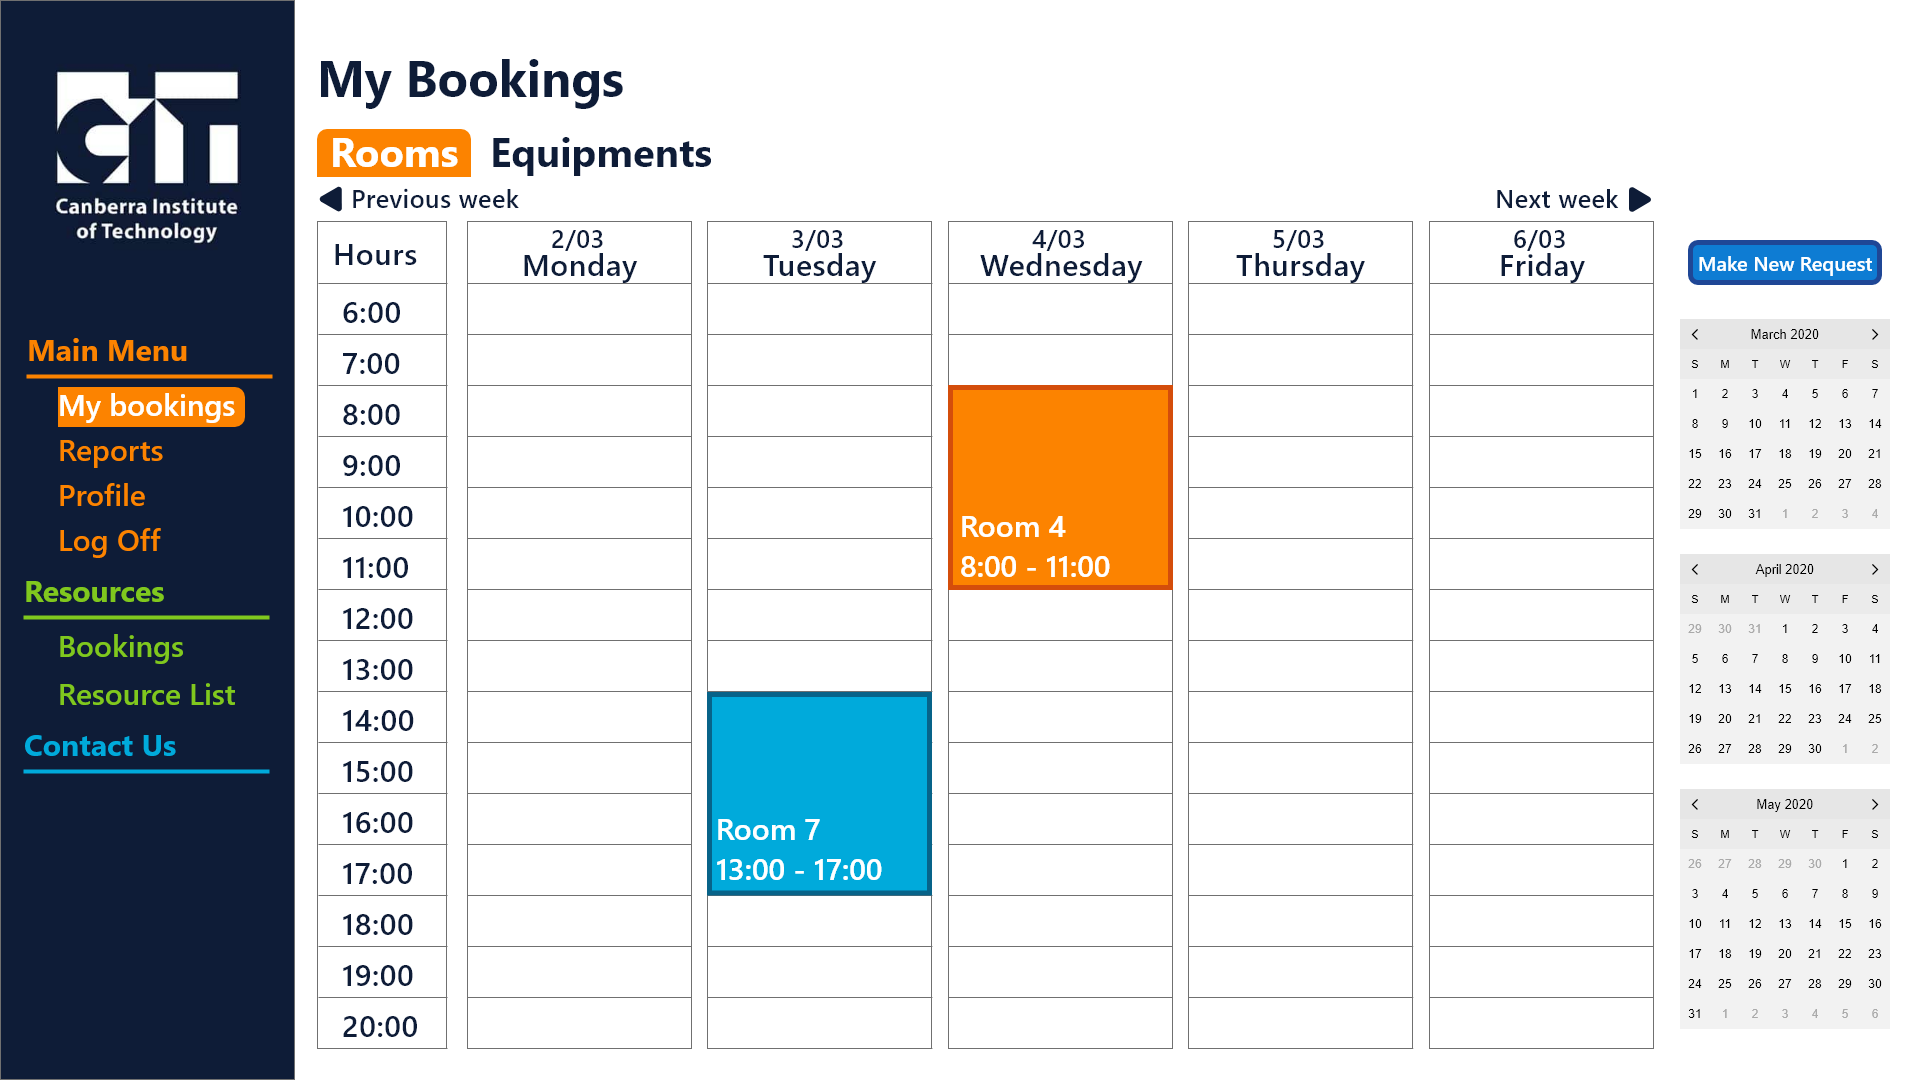 CIT
Canberra Institute
of Technology
Main Menu
My bookings
Reports
Profile
Log Off
Resources
Bookings
Resource List
Contact Us
My Bookings
Rooms Equipments
Previous week Next week
Hours 2/03 Monday 3/03 Tuesday 4/03 Wednesday 5/03 Thursday 6/03 Friday
6:00
7:00
8:00
9:00
10:00
11:00
12:00
13:00
14:00
15:00
16:00
17:00
18:00
19:00
20:00
Room 4
8:00 - 11:00
Room 7
13:00 - 17:00
Make New Request
March 2020
S M T W T F S
1 2 3 4 5 6 7
8 9 10 11 12 13 14
15 16 17 18 19 20 21
22 23 24 25 26 27 28
29 30 31 1 2 3 4
April 2020
S M T W T F S
29 30 31 1 2 3 4
5 6 7 8 9 10 11
12 13 14 15 16 17 18
19 20 21 22 23 24 25
26 27 28 29 30 1 2
May 2020
S M T W T F S
26 27 28 29 30 1 2
3 4 5 6 7 8 9
10 11 12 13 14 15 16
17 18 19 20 21 22 23
24 25 26 27 28 29 30
31 1 2 3 4 5 6